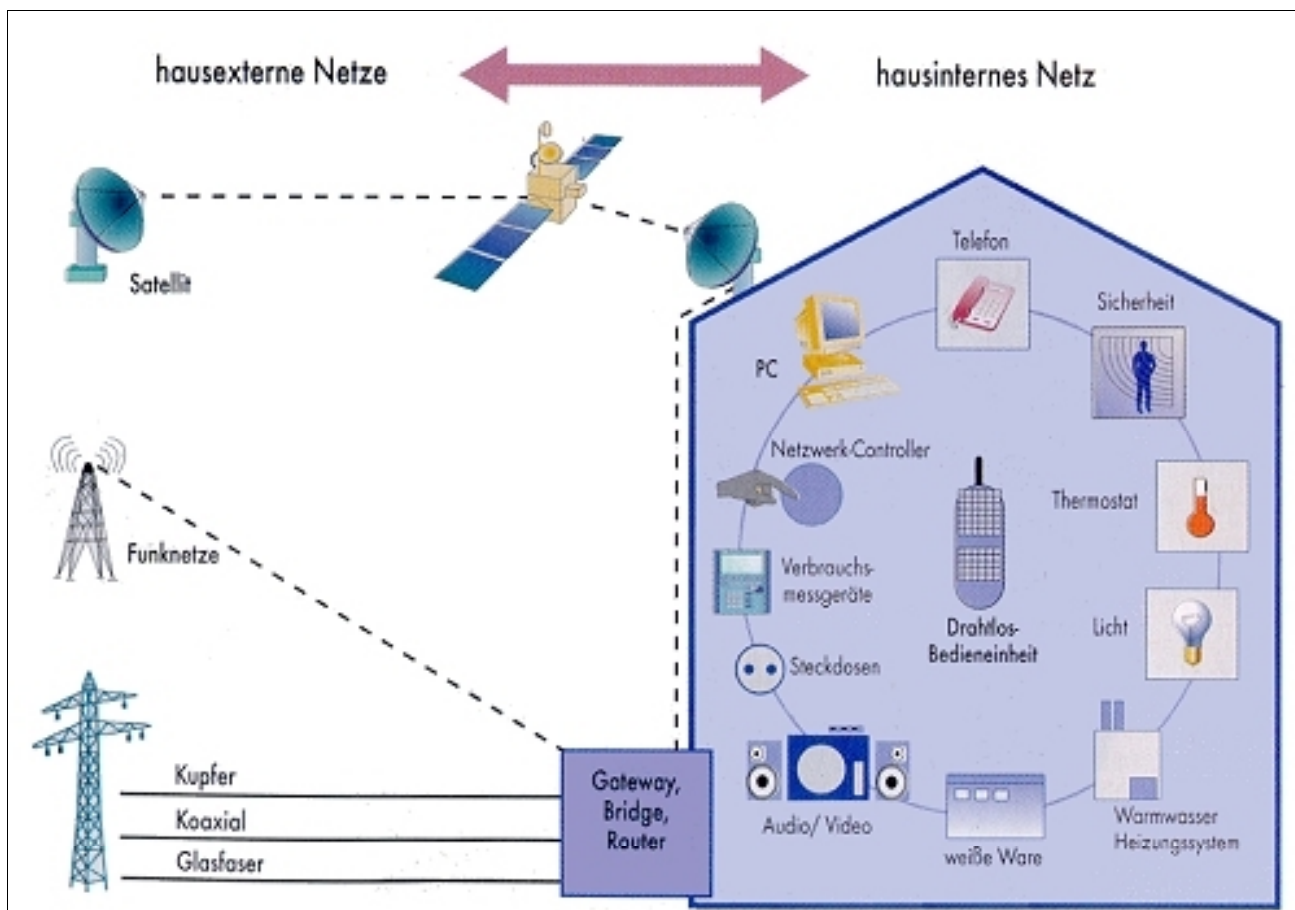 hausexterne Netze
hausinternes Netz
Satellit
Telefon
Sicherheit
PC
Netzwerk-Controller
Thermostat
Funknetze
Verbrauchs-
messgeräte
Drahtlos-
Bedieneinheit
Licht
Steckdosen
Kupfer
Koaxial
Glasfaser
Gateway,
Bridge,
Router
Audio/ Video
weiße Ware
Warmwasser
Heizungssystem